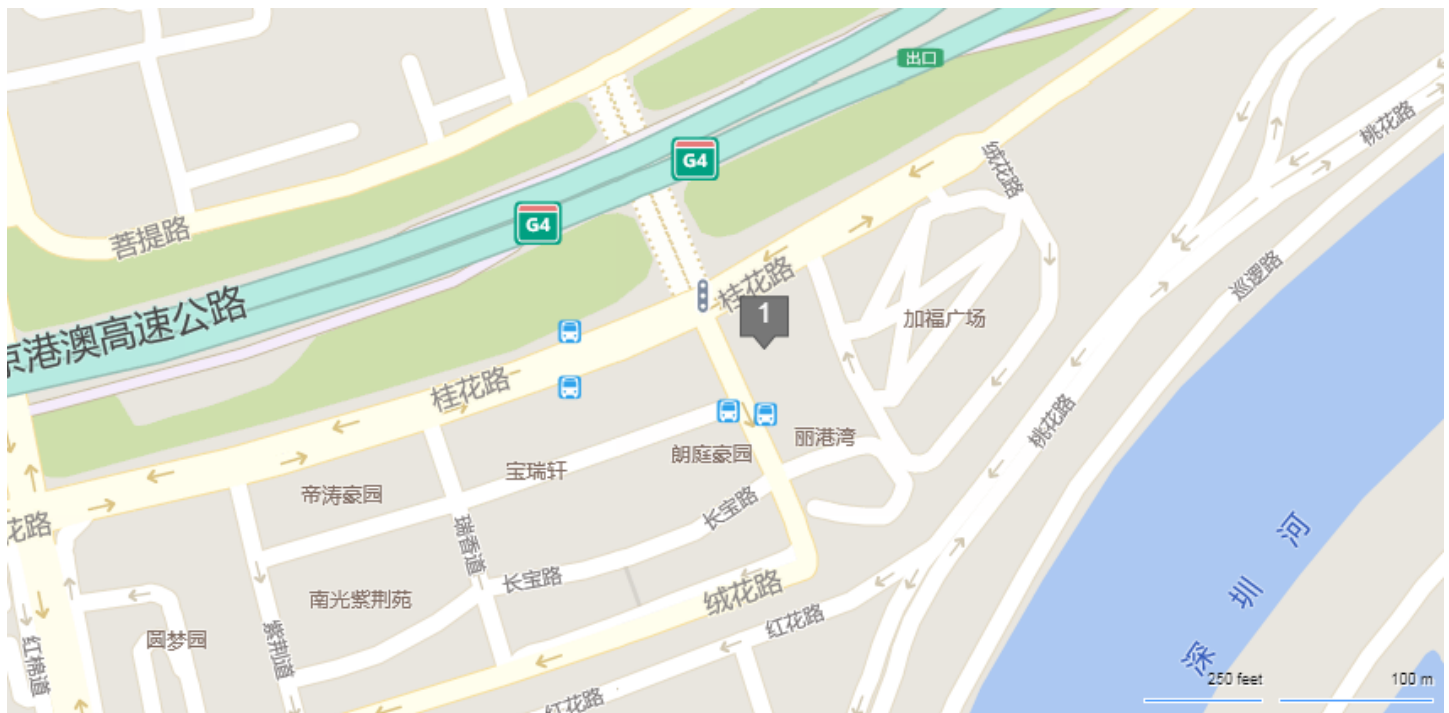 出口
桃花路
G4
绒花路
菩提路
G4
巡逻路
桂花路
1
加福广场
京港澳高速公路
桂花路
桃花路
丽港湾
朗庭豪园
宝瑞轩
帝涛豪园
长宝路
花路
瑞香道
深圳河
长宝路
南光紫荆苑
绒花路
红花路
圆梦园
紫荆道
红棉道
250 feet
100 m
红花路